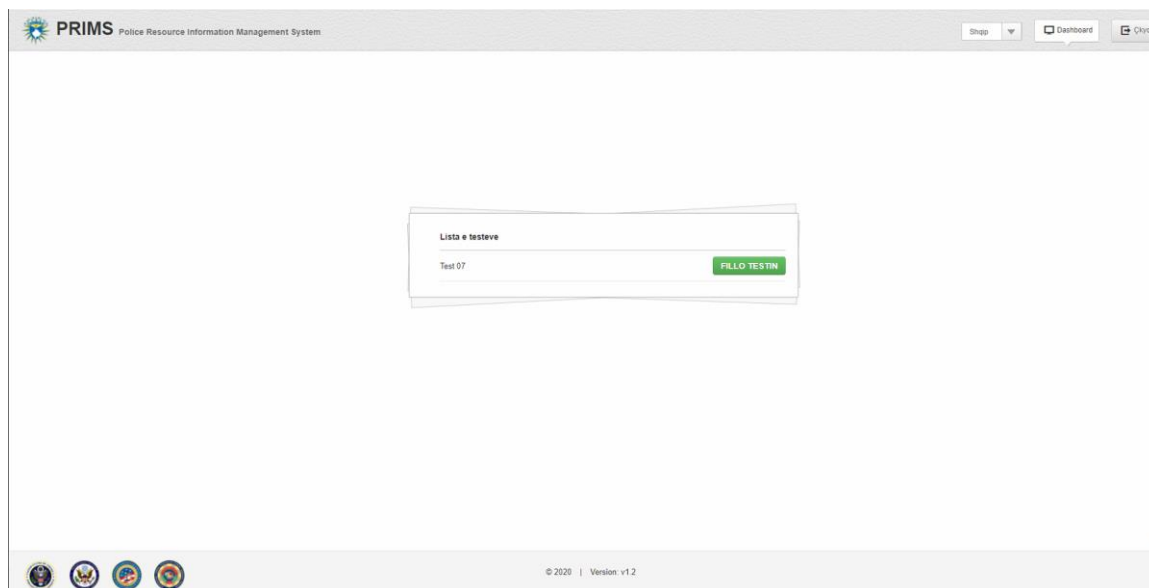 PRIMS Police Resource Information Management System
Shqip
Dashboard
Lista e testeve
Test 07
FILLO TESTIN
© 2020 | Version: v1.2